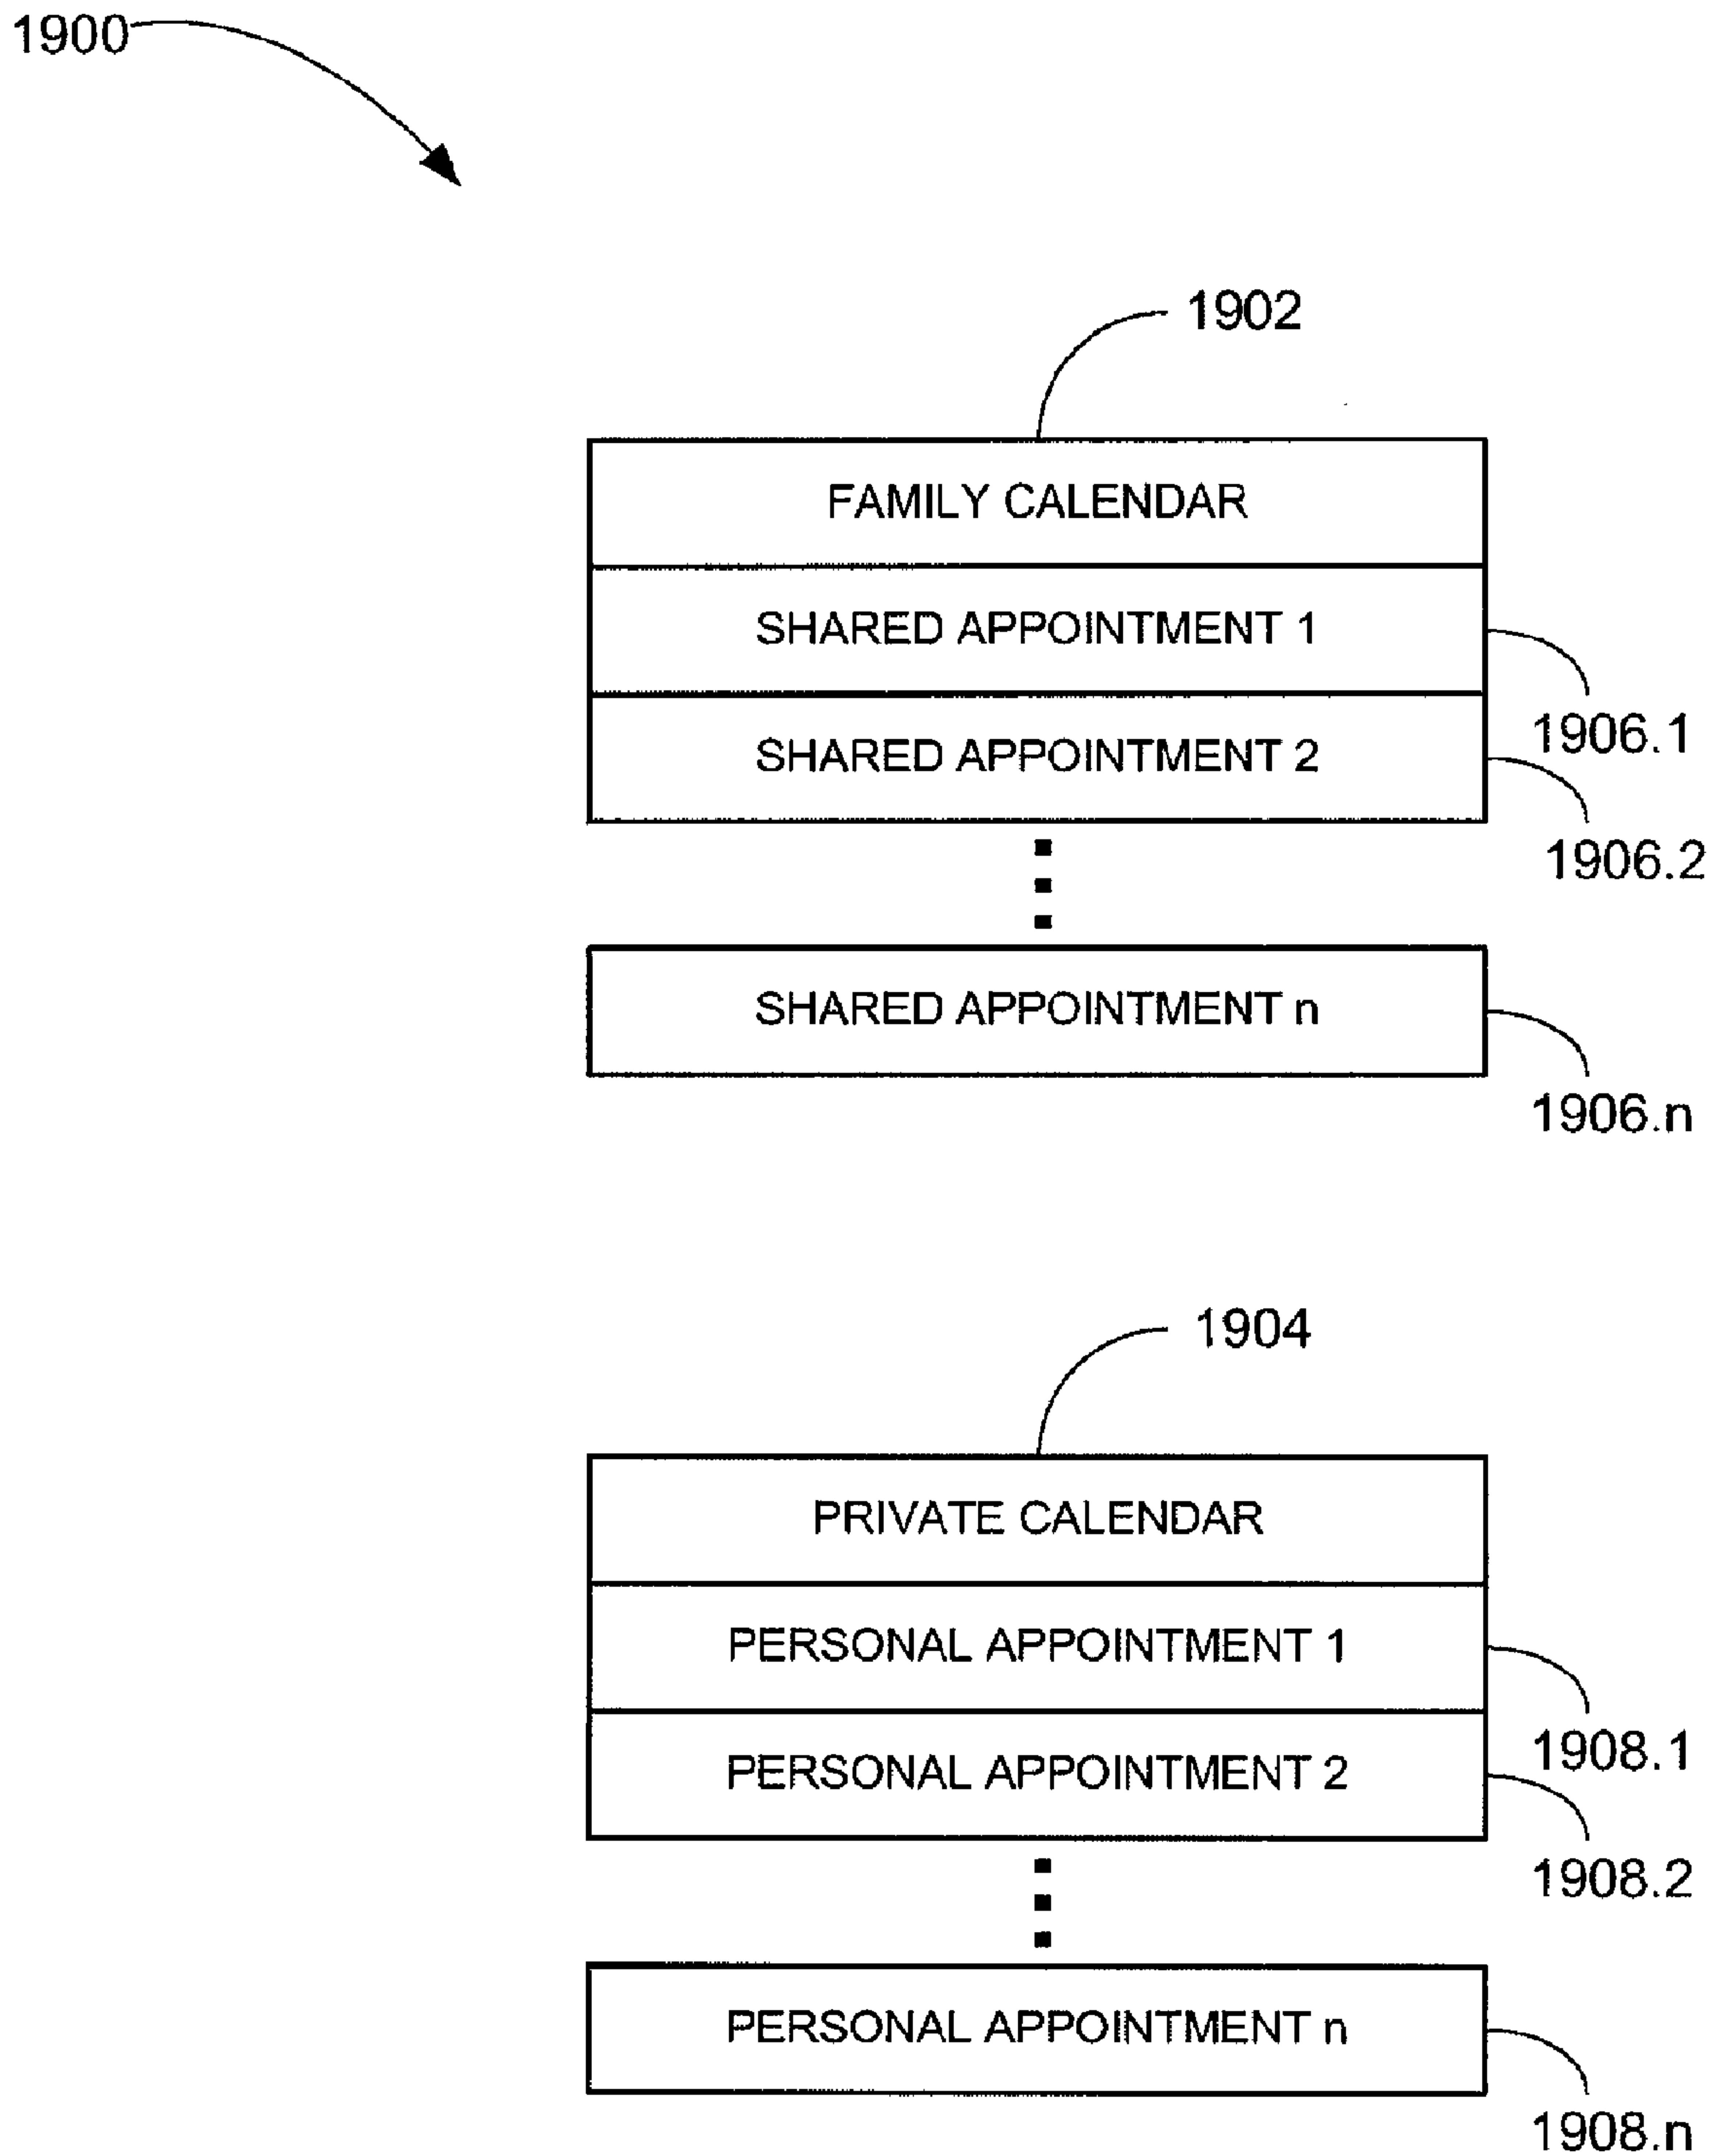 1900
1902
FAMILY CALENDAR
SHARED APPOINTMENT 1
1906.1
SHARED APPOINTMENT 2
1906.2
SHARED APPOINTMENT n
1906.n
1904
PRIVATE CALENDAR
PERSONAL APPOINTMENT 1
1908.1
PERSONAL APPOINTMENT 2
1908.2
PERSONAL APPOINTMENT n
1908.n